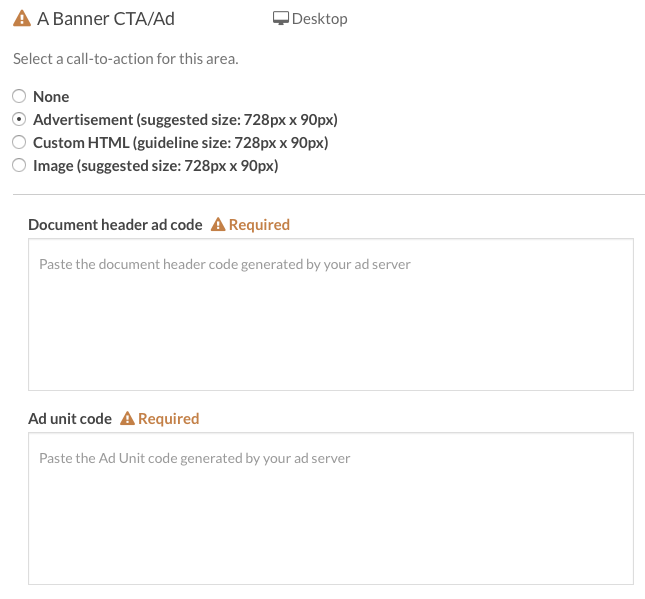 A Banner CTA/Ad Desktop
Select a call-to-action for this area.
None
Advertisement (suggested size: 728px x 90px)
Custom HTML (guideline size: 728px x 90px)
Image (suggested size: 728px x 90px)
Document header ad code Required
Paste the document header code generated by your ad server
Ad unit code Required
Paste the Ad Unit code generated by your ad server